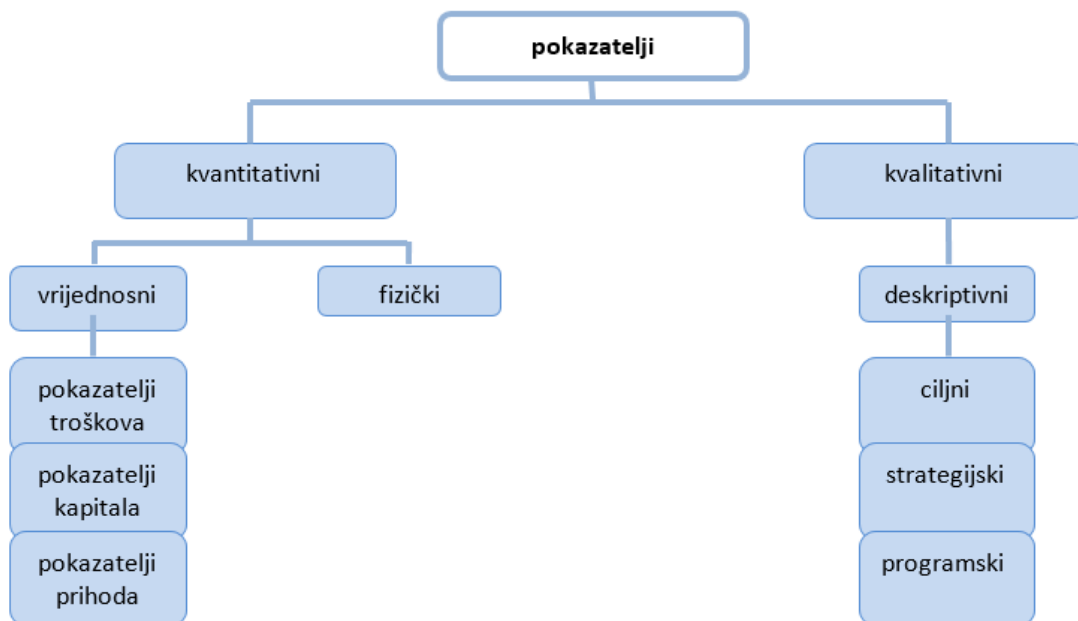 pokazatelji
kvantitativni
kvalitativni
vrijednosni
fizički
deskriptivni
pokazatelji
troškova
ciljni
pokazatelji
kapitala
strategijski
pokazatelji
prihoda
programski